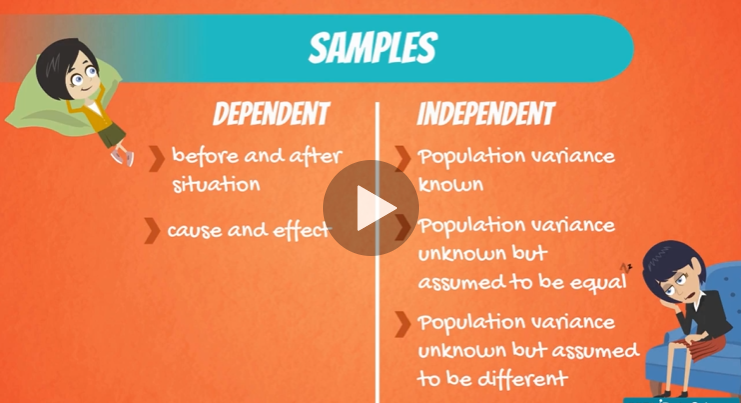 SAMPLES
DEPENDENT
before and after
situation
cause and effect
INDEPENDENT
Population variance
known
Population variance
unknown but
assumed to be equal
Population variance
unknown but assumed
to be different